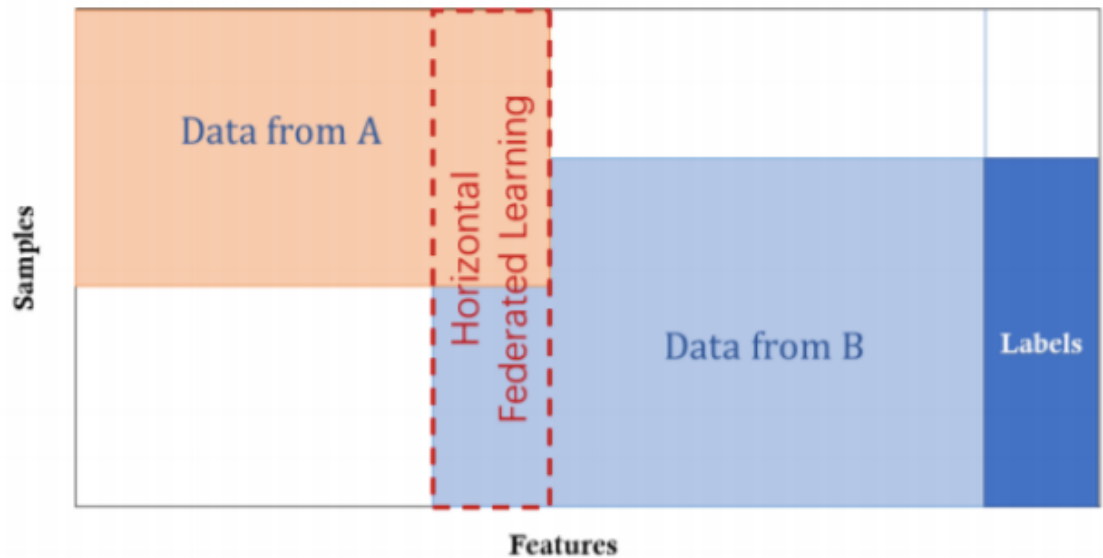 Data from A
Horizontal
Federated Learning
Samples
Data from B
Labels
Features